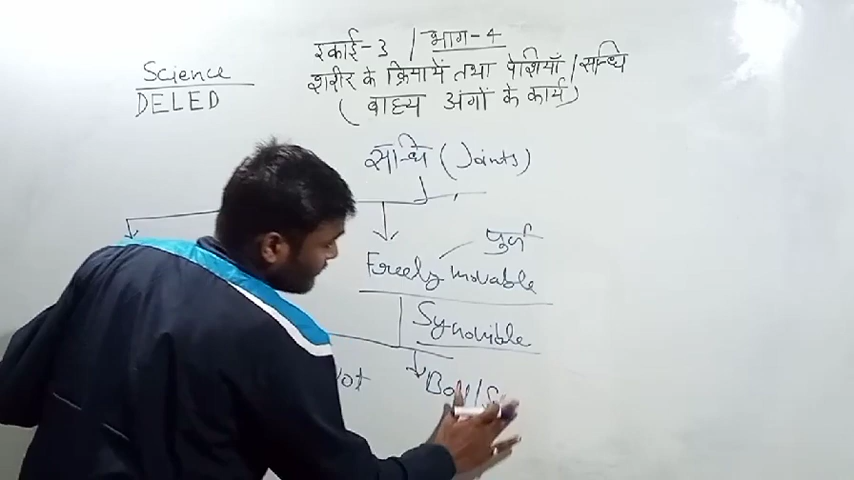 इकाई-3 / भाग-4
Science
शरीर के क्रियायें तथा पेशियाँ / सन्धि
DELED
( वाह्य अंगों के कार्य )
सन्धि ( Joints )
पुर्ण
Freely movable
Synovible